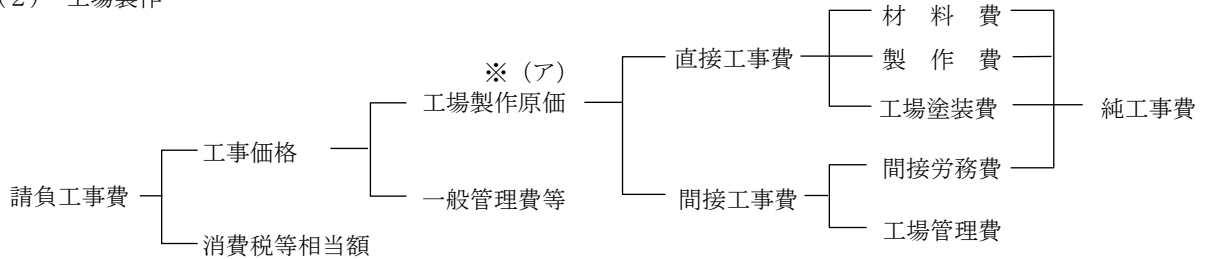 (２) 工場製作
材 料 費
直接工事費
製 作 費
※（ア）
工場製作原価
工場塗装費
純工事費
工事価格
間接労務費
請負工事費
一般管理費等
間接工事費
工場管理費
消費税等相当額